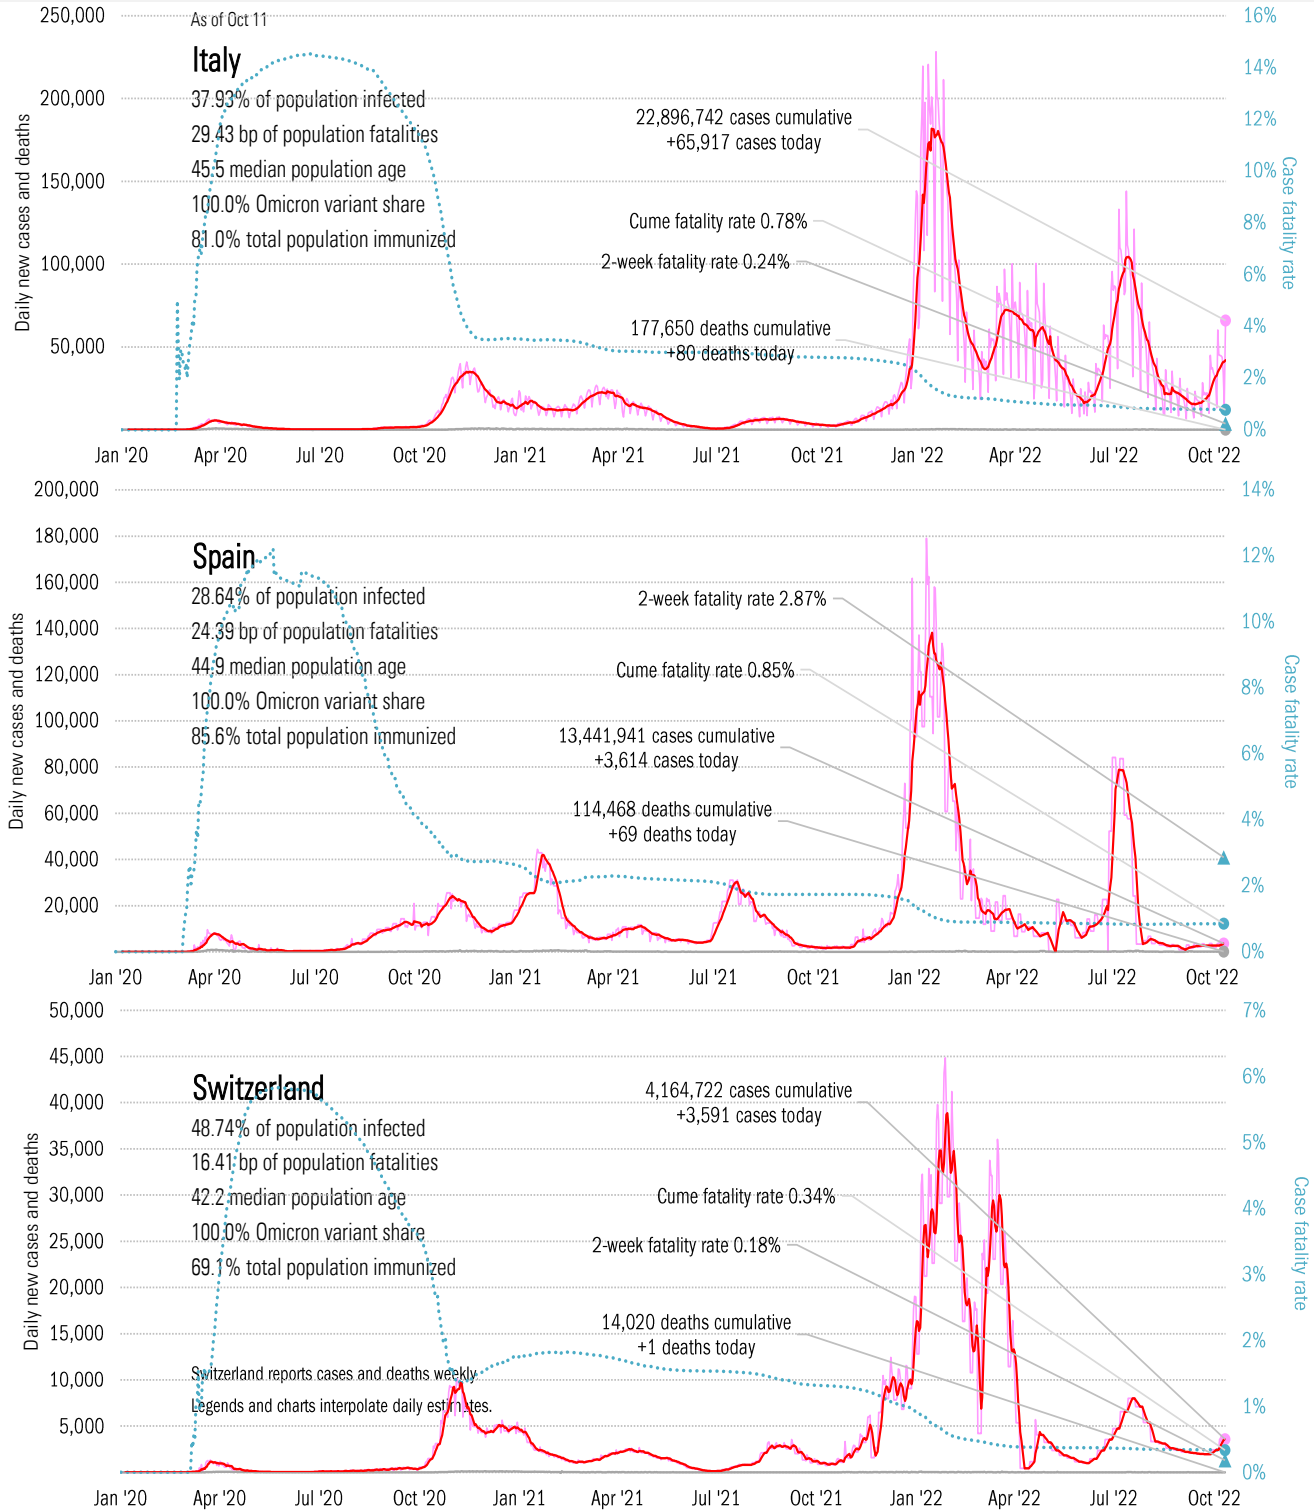 As of Oct 11
Italy
37.93% of population infected
29.43 bp of population fatalities
45.5 median population age
100.0% Omicron variant share
81.0% total population immunized
22,896,742 cases cumulative
+65,917 cases today
Cume fatality rate 0.78%
2-week fatality rate 0.24%
177,650 deaths cumulative
+80 deaths today
Daily new cases and deaths
250,000
200,000
150,000
100,000
50,000
16%
14%
12%
10%
8%
6%
4%
2%
0%
Case fatality rate
Jan '20 Apr '20 Jul '20 Oct '20 Jan '21 Apr '21 Jul '21 Oct '21 Jan '22 Apr '22 Jul '22 Oct '22
Spain
28.64% of population infected
24.39 bp of population fatalities
44.9 median population age
100.0% Omicron variant share
85.6% total population immunized
2-week fatality rate 2.87%
Cume fatality rate 0.85%
13,441,941 cases cumulative
+3,614 cases today
114,468 deaths cumulative
+69 deaths today
Daily new cases and deaths
200,000
180,000
160,000
140,000
120,000
100,000
80,000
60,000
40,000
20,000
14%
12%
10%
8%
6%
4%
2%
0%
Case fatality rate
Jan '20 Apr '20 Jul '20 Oct '20 Jan '21 Apr '21 Jul '21 Oct '21 Jan '22 Apr '22 Jul '22 Oct '22
Switzerland
48.74% of population infected
16.41 bp of population fatalities
42.2 median population age
100.0% Omicron variant share
69.1% total population immunized
4,164,722 cases cumulative
+3,591 cases today
Cume fatality rate 0.34%
2-week fatality rate 0.18%
14,020 deaths cumulative
+1 deaths today
Switzerland reports cases and deaths weekly.
Legends and charts interpolate daily estimates.
Daily new cases and deaths
50,000
45,000
40,000
35,000
30,000
25,000
20,000
15,000
10,000
5,000
7%
6%
5%
4%
3%
2%
1%
0%
Case fatality rate
Jan '20 Apr '20 Jul '20 Oct '20 Jan '21 Apr '21 Jul '21 Oct '21 Jan '22 Apr '22 Jul '22 Oct '22